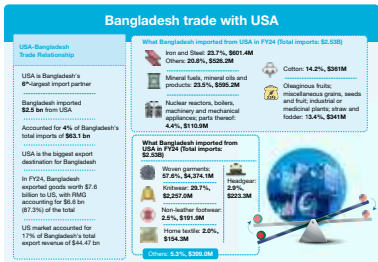 Bangladesh trade with USA
USA-Bangladesh
Trade Relationship
USA is Bangladesh's
6th-largest import partner
Bangladesh imported
$2.5 bn from USA
Accounted for 4% of Bangladesh's
total imports of $63.1 bn
USA is the biggest export
destination for Bangladesh
In FY24, Bangladesh
exported goods worth $7.6
billion to US, with RMG
accounting for $6.6 bn
(87.3%) of the total
US market accounted for
17% of Bangladesh's total
export revenue of $44.47 bn
What Bangladesh imported from USA in FY24 (Total imports: $2.53B)
Iron and Steel: 23.7%, $601.4M
Others: 20.8%, $526.2M
Mineral fuels, mineral oils and
products: 23.5%, $595.2M
Nuclear reactors, boilers,
machinery and mechanical
appliances; parts thereof:
4.4%, $110.9M
Cotton: 14.2%, $361M
Oleaginous fruits;
miscellaneous grains, seeds
and fruit; industrial or
medicinal plants; straw and
fodder: 13.4%, $341M
What Bangladesh imported from
USA in FY24 (Total imports:
$2.53B)
Woven garments:
57.6%, $4,374.1M
Knitwear: 29.7%,
$2,257.0M
Non-leather footwear:
2.5%, $191.9M
Home textile: 2.0%,
$154.3M
Headgear:
2.9%,
$223.3M
Others: 5.3%, $399.0M